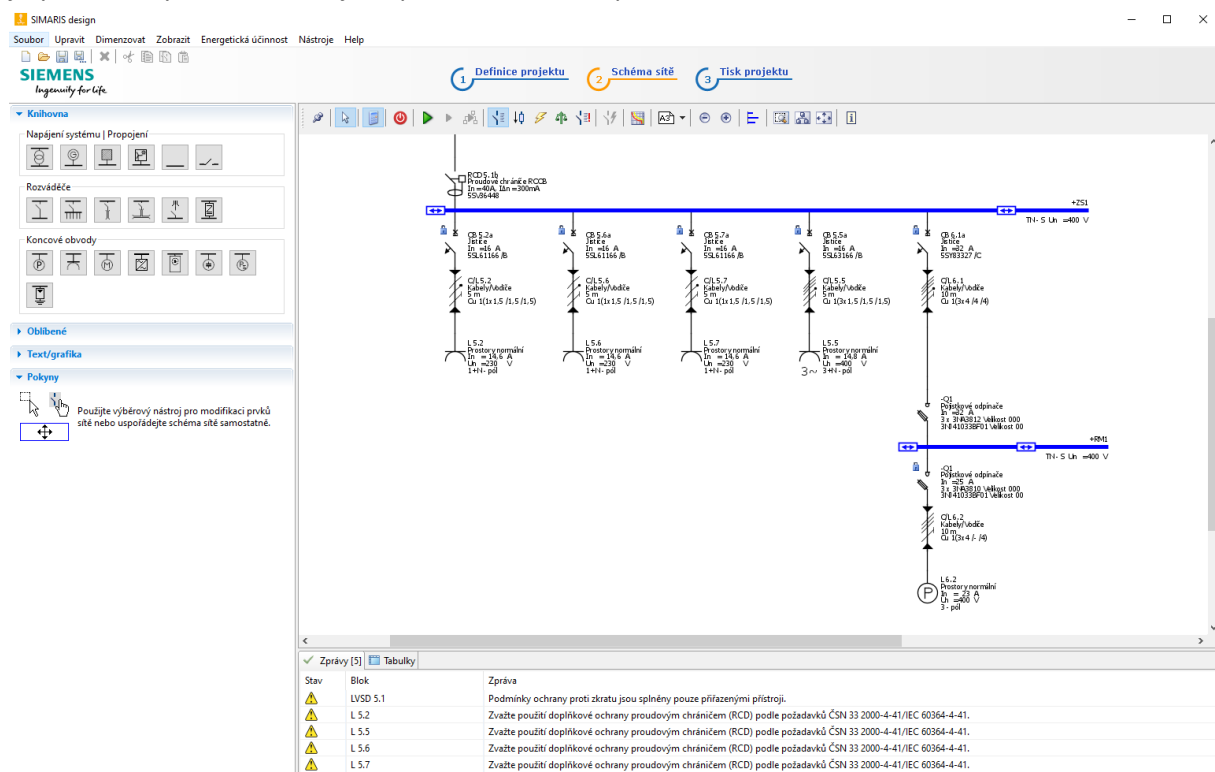 SIMARIS design
Soubor Upravit Dimenzovat Zobrazit Energetická účinnost Nástroje Help
SIEMENS
Ingenuity for life
1 Definice projektu 2 Schéma sítě 3 Tisk projektu
Knihovna
Napájení systému | Propojení
Rozváděče
Koncové obvody
Oblíbené
Text/grafika
Pokyny
Použijte výběrový nástroj pro modifikaci prvků
sítě nebo uspořádejte schéma sítě samostatně.
RCD 5.1b
Proudové chrániče RCCB
In =40A, IΔn =300mA
5SV36448
+ZS1
TN-S Un =400 V
CB 5.2a
Jističe
In =16 A
5SL61166 /B
C/L5.2
Kabely/Vodiče
5 m
Cu 1(1x1,5 /1,5 /1,5)
L 5.2
Prostory normální
In = 14,6 A
Un =230 V
1+N- pól
CB 5.6a
Jističe
In =16 A
5SL61166 /B
C/L5.6
Kabely/Vodiče
5 m
Cu 1(1x1,5 /1,5 /1,5)
L 5.6
Prostory normální
In = 14,6 A
Un =230 V
1+N- pól
CB 5.7a
Jističe
In =16 A
5SL61166 /B
C/L5.7
Kabely/Vodiče
5 m
Cu 1(1x1,5 /1,5 /1,5)
L 5.7
Prostory normální
In = 14,6 A
Un =230 V
1+N- pól
CB 5.5a
Jističe
In =16 A
5SL63166 /B
C/L5.5
Kabely/Vodiče
5 m
Cu 1(3x1,5 /1,5 /1,5)
L 5.5
Prostory normální
In = 14,8 A
Un =400 V
3~ 3+N- pól
CB 6.1a
Jističe
In =32 A
5SY83327 /C
C/L6.1
Kabely/Vodiče
10 m
Cu 1(3x4 /4 /4)
-Q1
Pojistkové odpínače
In =32 A
3 x 3NA3812 Velikost 000
3NP41033BF01 Velikost 00
+RM1
TN-S Un =400 V
-Q1
Pojistkové odpínače
In =25 A
3 x 3NA3810 Velikost 000
3NP41033BF01 Velikost 00
C/L6.2
Kabely/Vodiče
10 m
Cu 1(3x4 /- /4)
L 6.2
Prostory normální
In = 23 A
Un =400 V
3- pól
P
Zprávy [5] Tabulky
Stav Blok Zpráva
LVSD 5.1 Podmínky ochrany proti zkratu jsou splněny pouze přiřazenými přístroji.
L 5.2 Zvažte použití doplňkové ochrany proudovým chráničem (RCD) podle požadavků ČSN 33 2000-4-41/IEC 60364-4-41.
L 5.5 Zvažte použití doplňkové ochrany proudovým chráničem (RCD) podle požadavků ČSN 33 2000-4-41/IEC 60364-4-41.
L 5.6 Zvažte použití doplňkové ochrany proudovým chráničem (RCD) podle požadavků ČSN 33 2000-4-41/IEC 60364-4-41.
L 5.7 Zvažte použití doplňkové ochrany proudovým chráničem (RCD) podle požadavků ČSN 33 2000-4-41/IEC 60364-4-41.